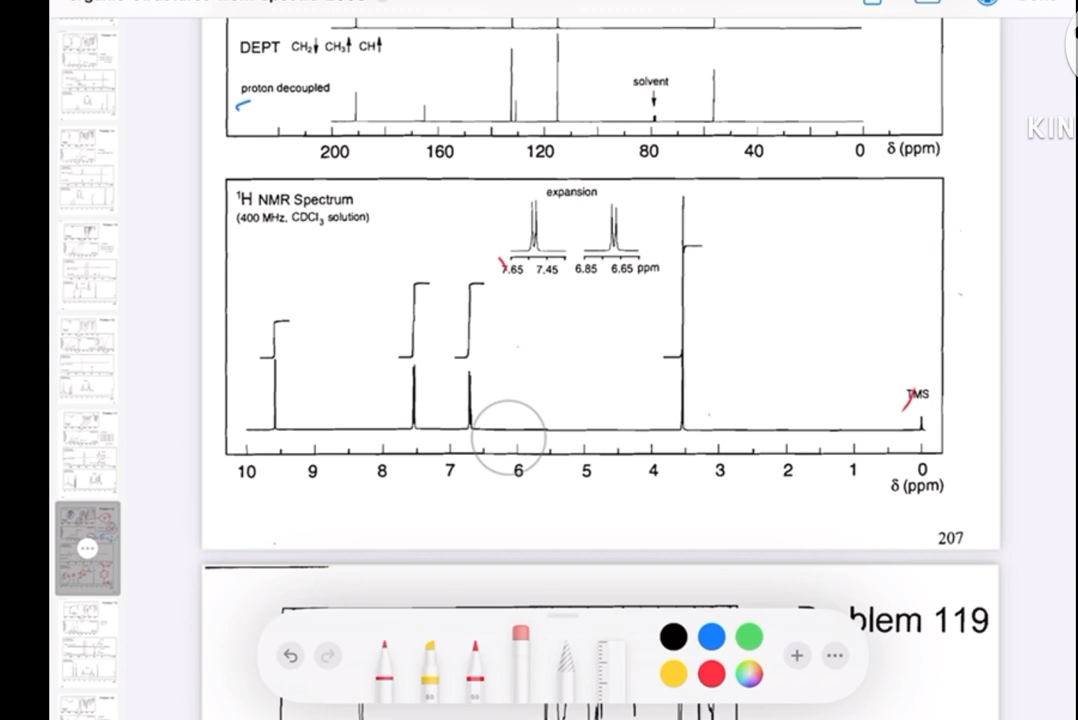 DEPT CH₂↓ CH₃↑ CH↑
proton decoupled
solvent
200 160 120 80 40 0 δ (ppm)
¹H NMR Spectrum
(400 MHz, CDCl₃ solution)
expansion
7.65 7.45 6.85 6.65 ppm
TMS
10 9 8 7 6 5 4 3 2 1 0
δ (ppm)
207
blem 119
KIN